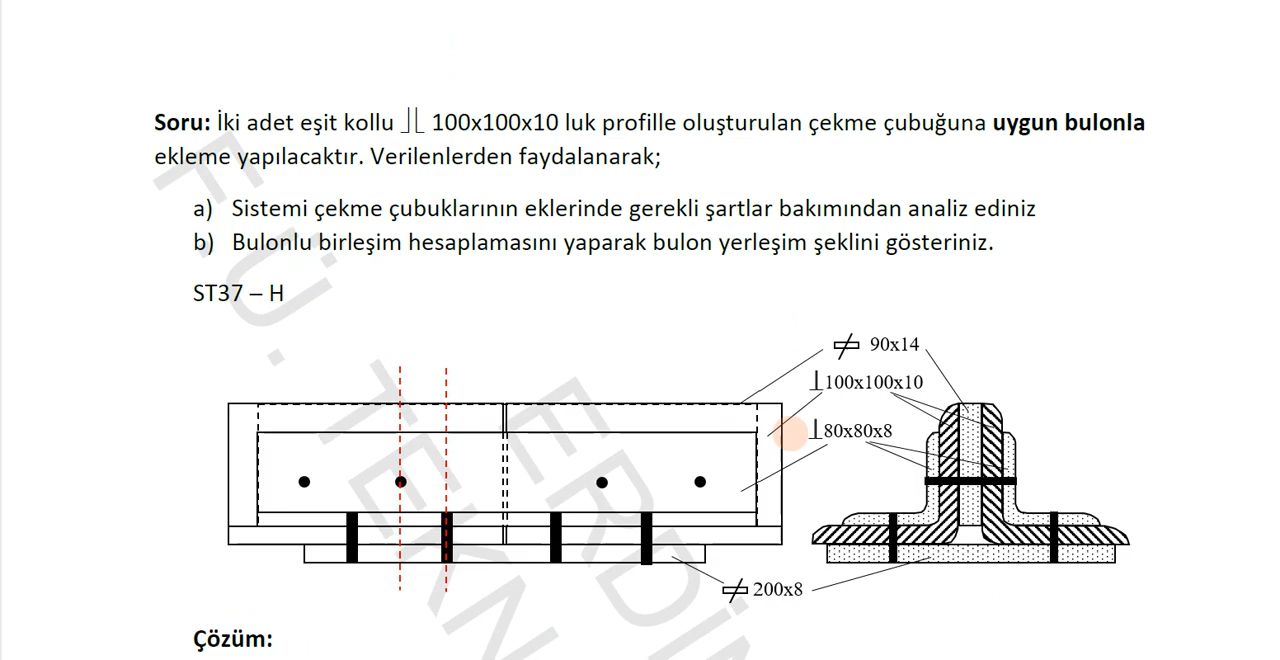 Soru: İki adet eşit kollu ⅃L 100x100x10 luk profille oluşturulan çekme çubuğuna uygun bulonla
ekleme yapılacaktır. Verilenlerden faydalanarak;
a) Sistemi çekme çubuklarının eklerinde gerekli şartlar bakımından analiz ediniz
b) Bulonlu birleşim hesaplamasını yaparak bulon yerleşim şeklini gösteriniz.
ST37 – H
90x14
100x100x10
80x80x8
200x8
Çözüm:
F.Ü. TEKN
ERDİN